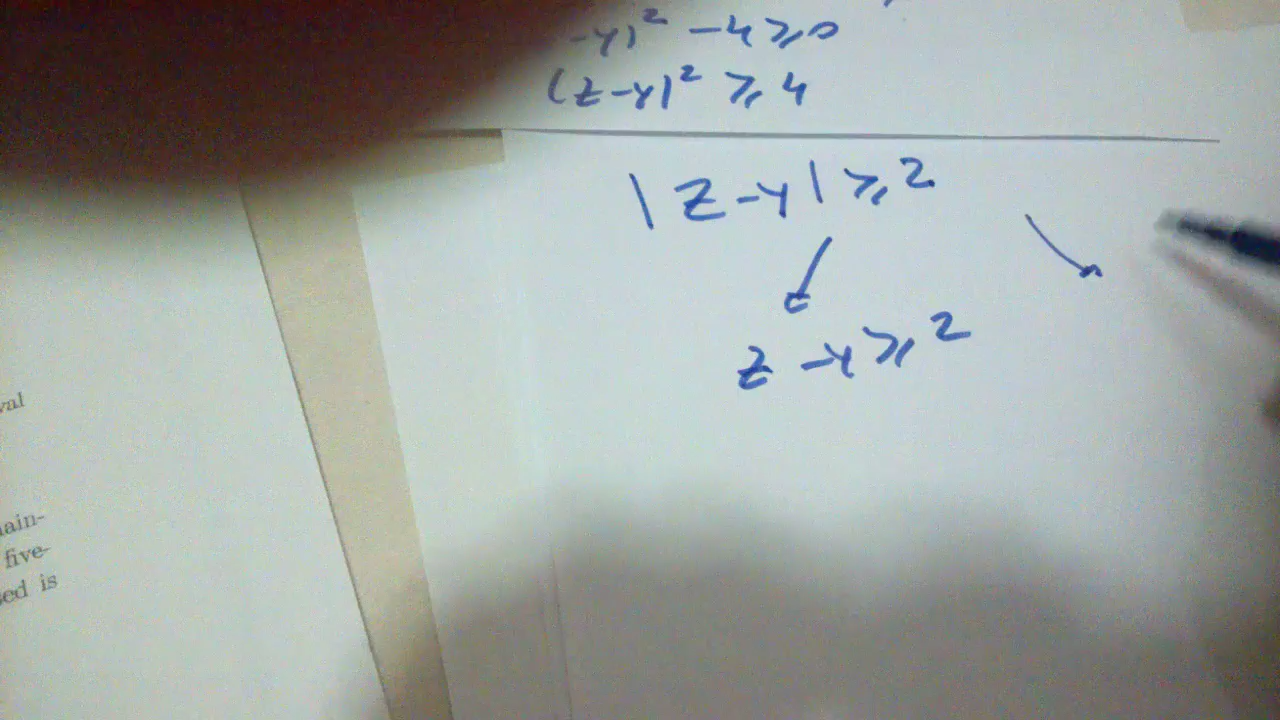 -y)² -4 ⩾ 0
(z-y)² ⩾ 4
|z-y| ⩾ 2
z -y ⩾ 2
val
ain-
five-
ed is